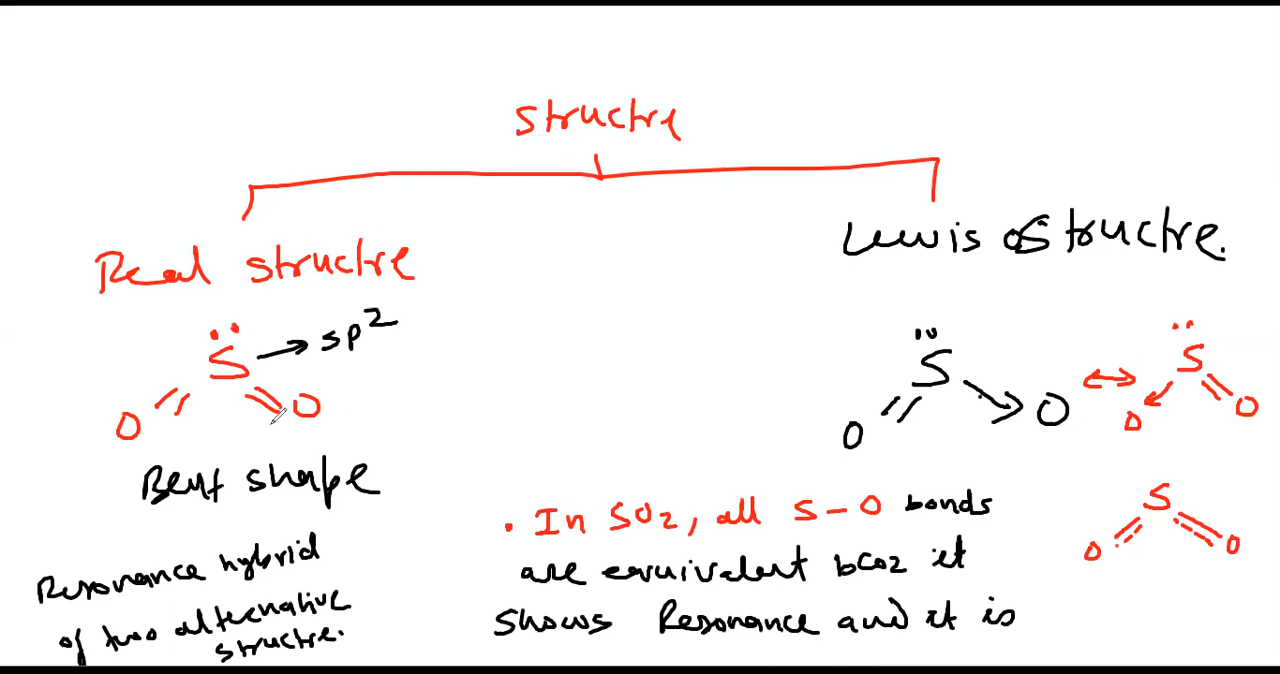 structre
Real structre
Lewis structre.
S → sp2
O O
Bent shape
Resonance hybrid
of two alternative
structre.
S
O O
↔
S
O O
S
O O
• In SO2, all S-O bonds
are equivalent bcoz it
shows Resonance and it is